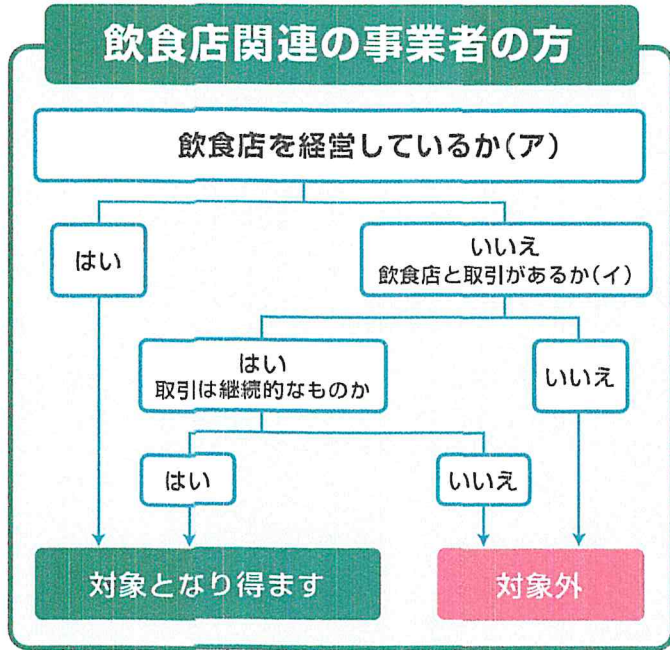 飲食店関連の事業者の方
飲食店を経営しているか（ア）
はい
いいえ
飲食店と取引があるか（イ）
はい
取引は継続的なものか
いいえ
はい
いいえ
対象となり得ます
対象外